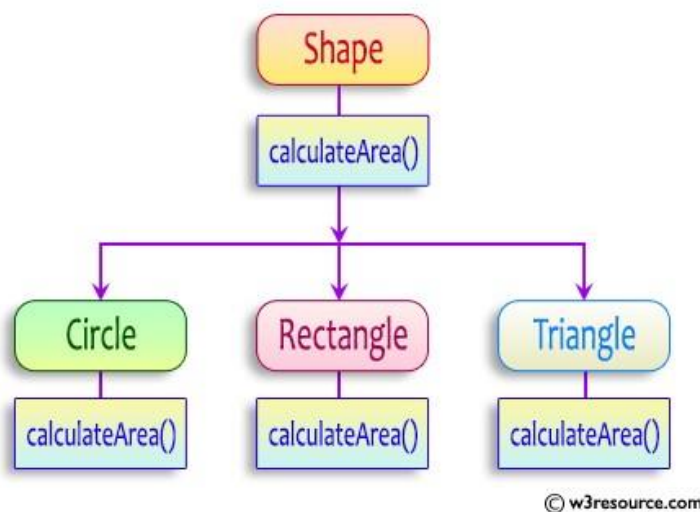 Shape
calculateArea()
Circle
Rectangle
Triangle
calculateArea()
calculateArea()
calculateArea()
© w3resource.com